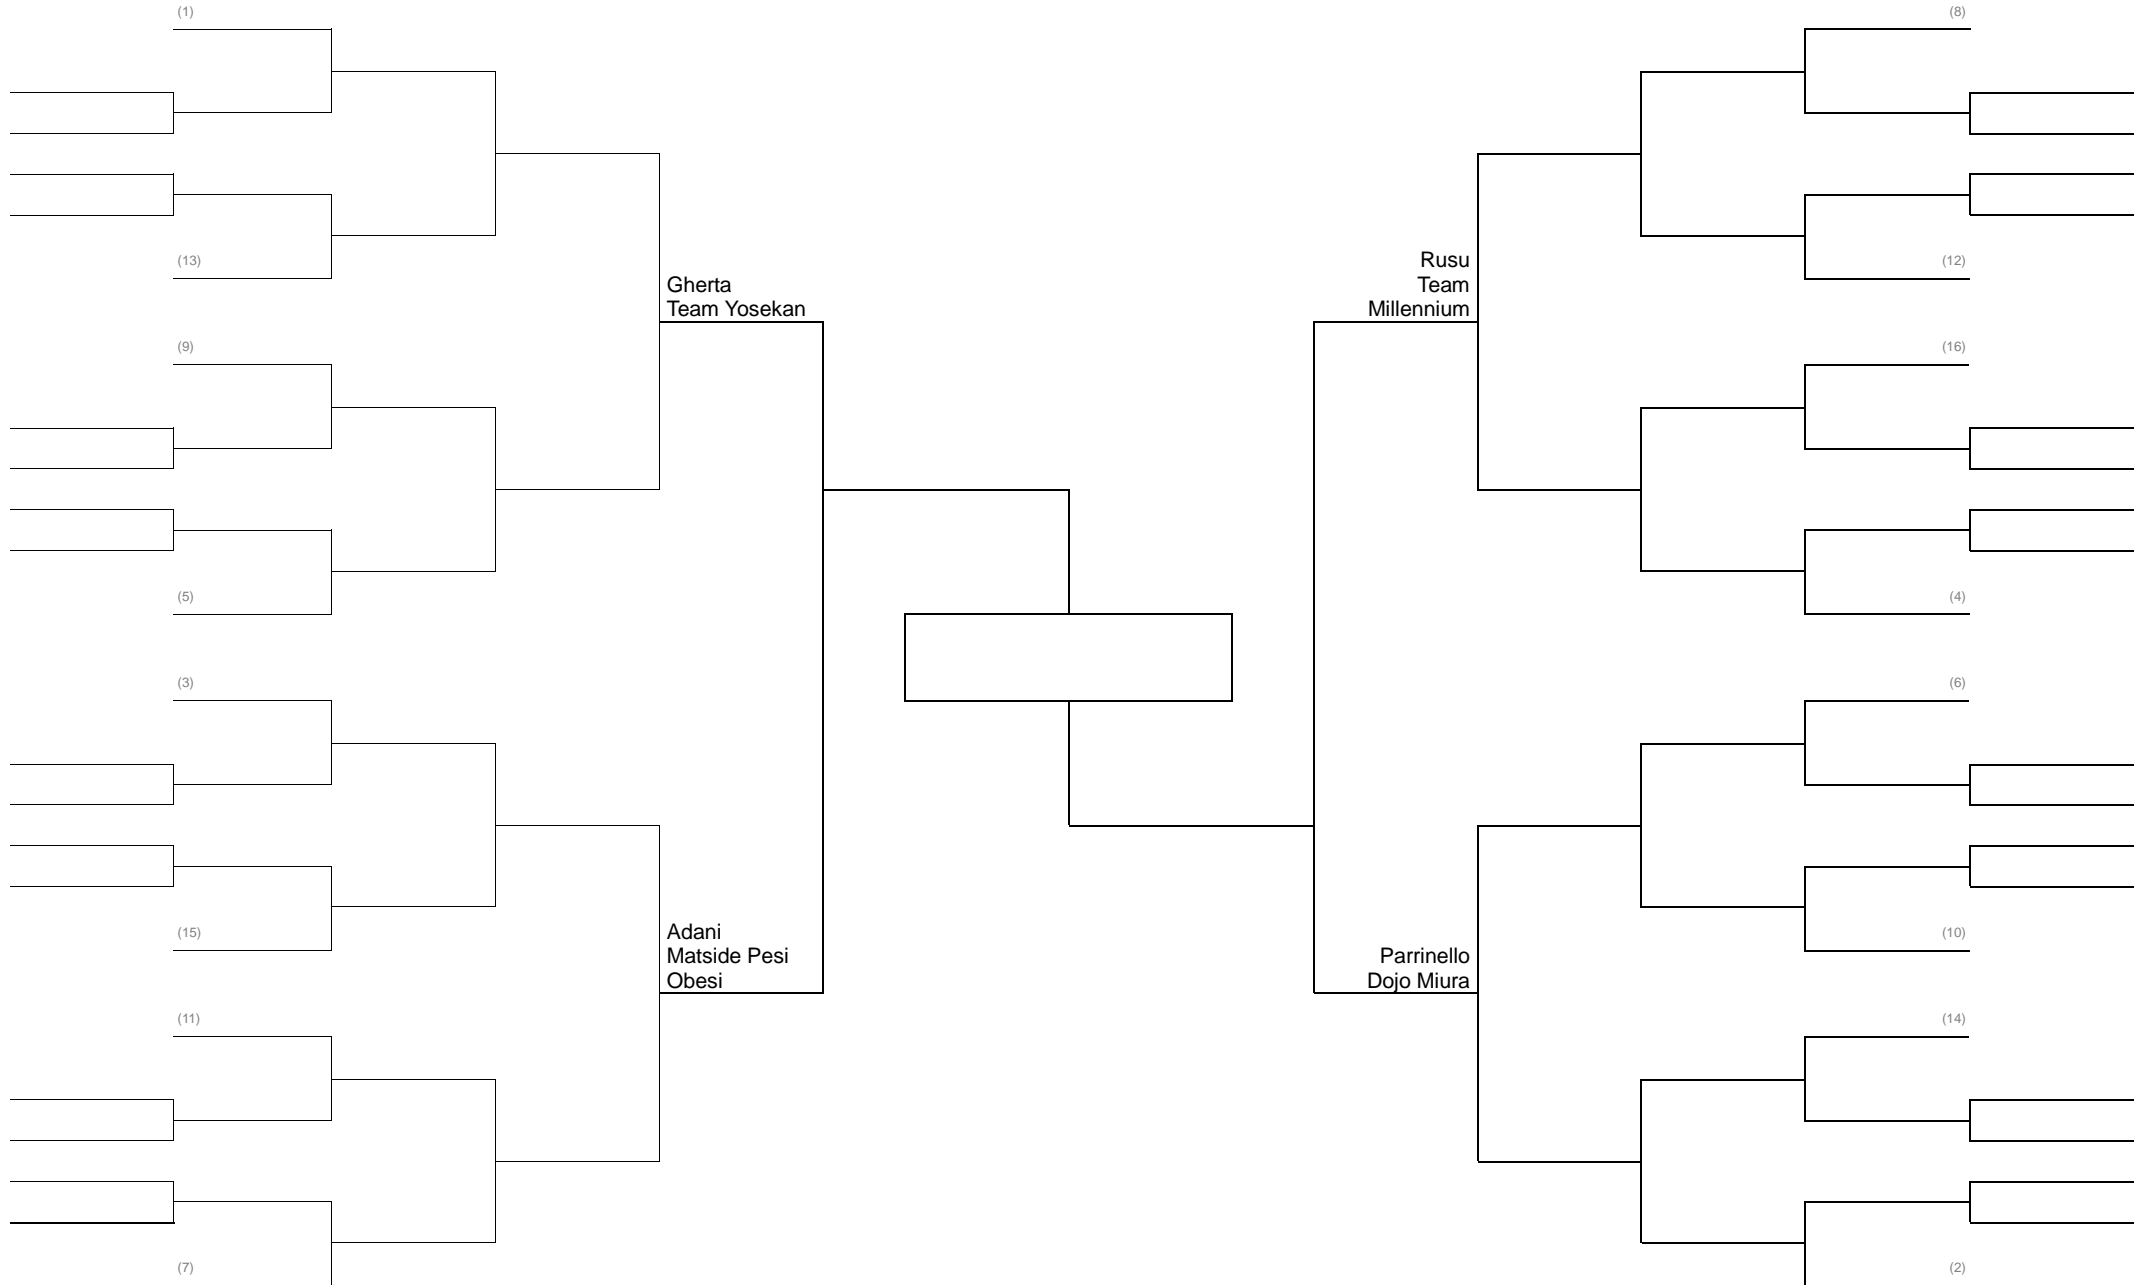 (1)
(8)
(13)
(12)
Gherta
Team Yosekan
Rusu
Team
Millennium
(9)
(16)
(5)
(4)
(3)
(6)
(15)
(10)
Adani
Matside Pesi
Obesi
Parrinello
Dojo Miura
(11)
(14)
(7)
(2)